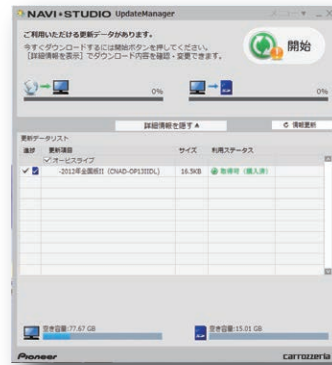 NAVI•STUDIO UpdateManager
ご利用いただける更新データがあります。
今すぐダウンロードするには開始ボタンを押してください。
[詳細情報を表示]でダウンロード内容を確認・変更できます。
開始
0%
0%
詳細情報を隠す▲
情報更新
更新データリスト
進捗 更新項目 サイズ 利用ステータス
オービスライブ
-2012年全国版II (CNAD-OP13IIDL) 16.5KB 取得可（購入済）
空き容量:77.67 GB
空き容量:15.01 GB
Pioneer
carrozzeria